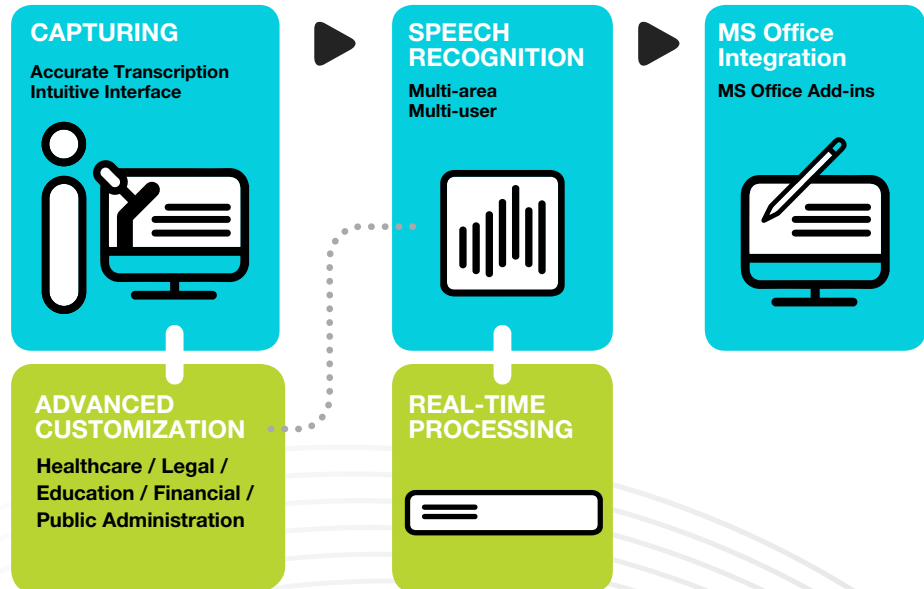 CAPTURING
Accurate Transcription
Intuitive Interface
SPEECH
RECOGNITION
Multi-area
Multi-user
MS Office
Integration
MS Office Add-ins
ADVANCED
CUSTOMIZATION
Healthcare / Legal /
Education / Financial /
Public Administration
REAL-TIME
PROCESSING